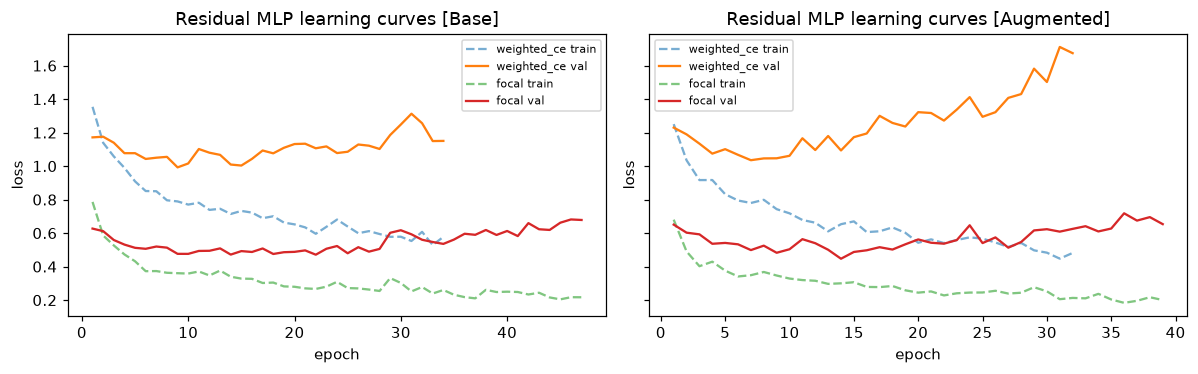 Residual MLP learning curves [Base]
weighted_ce train
weighted_ce val
focal train
focal val
loss
1.6
1.4
1.2
1.0
0.8
0.6
0.4
0.2
0
10
20
30
40
epoch
Residual MLP learning curves [Augmented]
weighted_ce train
weighted_ce val
focal train
focal val
loss
0
5
10
15
20
25
30
35
40
epoch